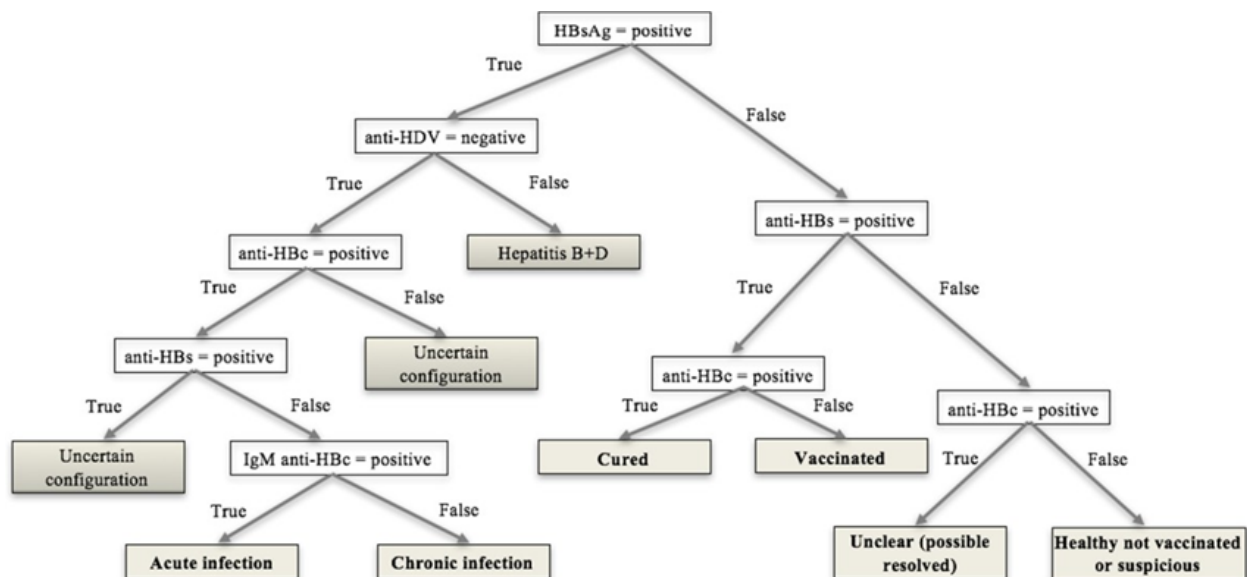 HBsAg = positive
True
False
anti-HDV = negative
True
False
anti-HBs = positive
anti-HBc = positive
Hepatitis B+D
True
False
True
False
anti-HBs = positive
Uncertain
configuration
anti-HBc = positive
anti-HBc = positive
True
False
True
False
Uncertain
configuration
IgM anti-HBc = positive
Cured
Vaccinated
True
False
True
False
Acute infection
Chronic infection
Unclear (possible
resolved)
Healthy not vaccinated
or suspicious